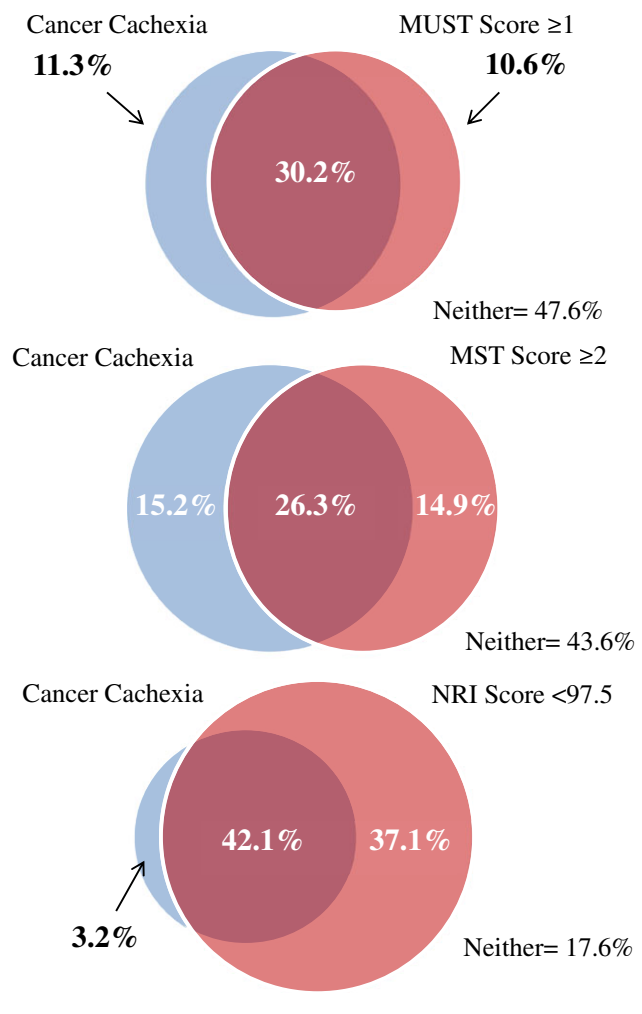 Cancer Cachexia
11.3%
MUST Score ≥1
10.6%
30.2%
Neither= 47.6%
Cancer Cachexia
MST Score ≥2
15.2%
26.3%
14.9%
Neither= 43.6%
Cancer Cachexia
NRI Score <97.5
42.1%
37.1%
3.2%
Neither= 17.6%